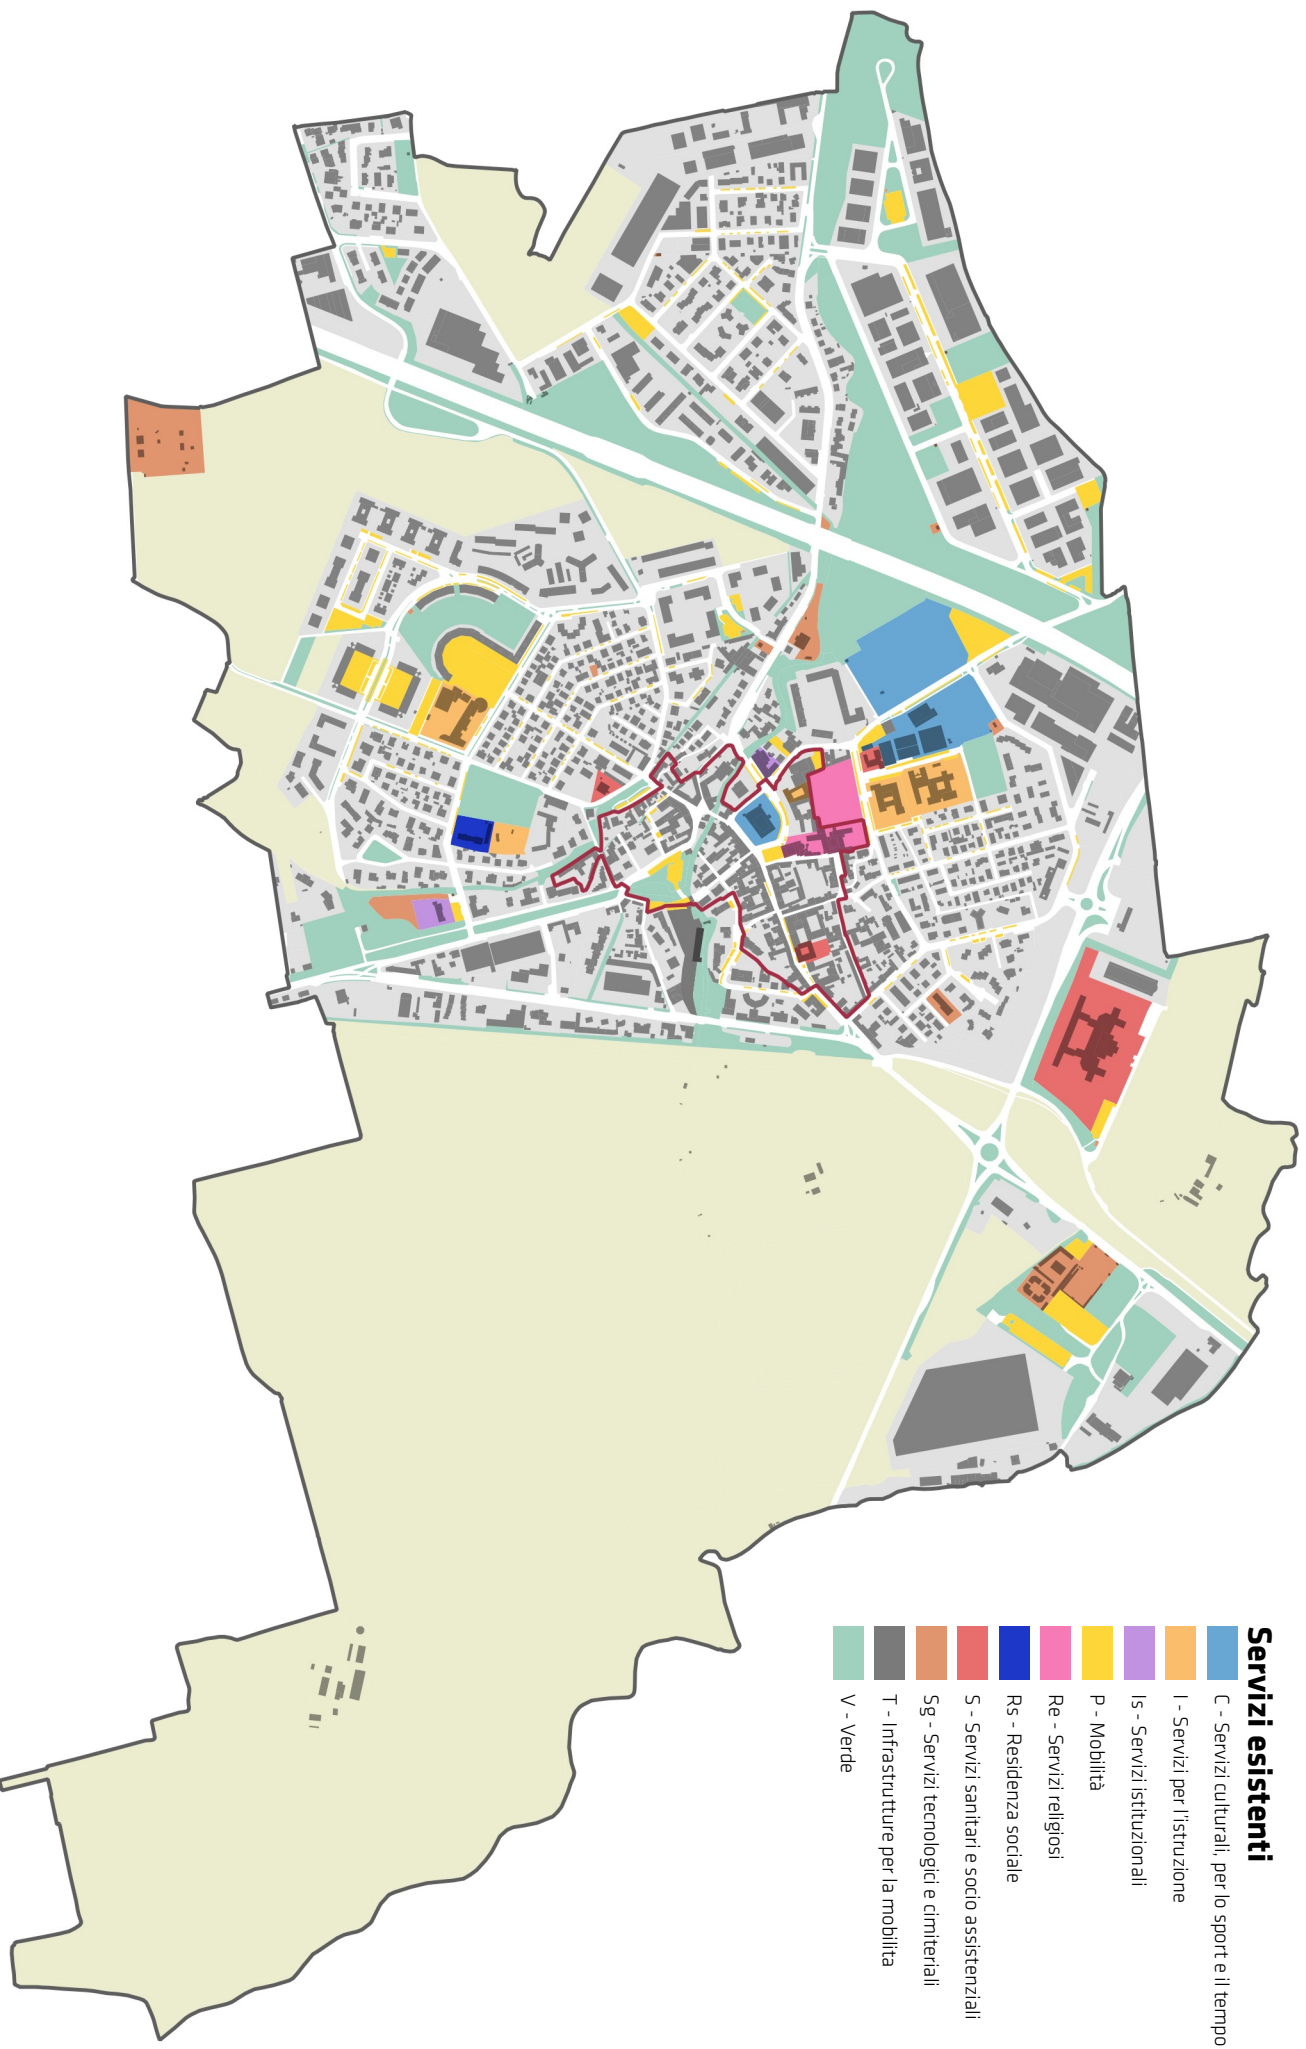 Servizi esistenti
C - Servizi culturali, per lo sport e il tempo
I - Servizi per l'istruzione
Is - Servizi istituzionali
P - Mobilità
Re - Servizi religiosi
Rs - Residenza sociale
S - Servizi sanitari e socio assistenziali
Sg - Servizi tecnologici e cimiteriali
T - Infrastrutture per la mobilita
V - Verde